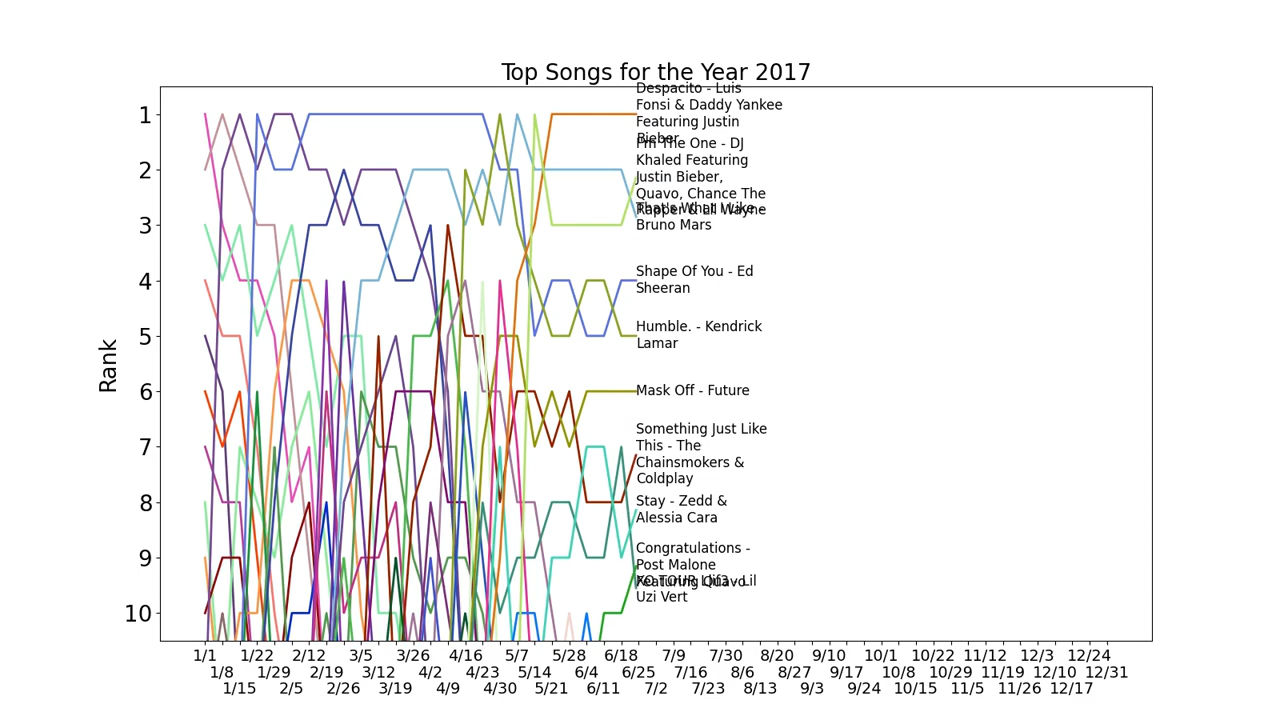 Top Songs for the Year 2017
Despacito - Luis
Fonsi & Daddy Yankee
Featuring Justin
Bieber
I'm The One - DJ
Khaled Featuring
Justin Bieber,
Quavo, Chance The
Rapper & Lil Wayne
That's What I Like -
Bruno Mars
Shape Of You - Ed
Sheeran
Humble. - Kendrick
Lamar
Mask Off - Future
Something Just Like
This - The
Chainsmokers &
Coldplay
Stay - Zedd &
Alessia Cara
Congratulations -
Post Malone
Featuring Quavo
XO TOUR Llif3 - Lil
Uzi Vert
Rank
1
2
3
4
5
6
7
8
9
10
1/1 1/22 2/12 3/5 3/26 4/16 5/7 5/28 6/18 7/9 7/30 8/20 9/10 10/1 10/22 11/12 12/3 12/24
1/8 1/29 2/19 3/12 4/2 4/23 5/14 6/4 6/25 7/16 8/6 8/27 9/17 10/8 10/29 11/19 12/10 12/31
1/15 2/5 2/26 3/19 4/9 4/30 5/21 6/11 7/2 7/23 8/13 9/3 9/24 10/15 11/5 11/26 12/17